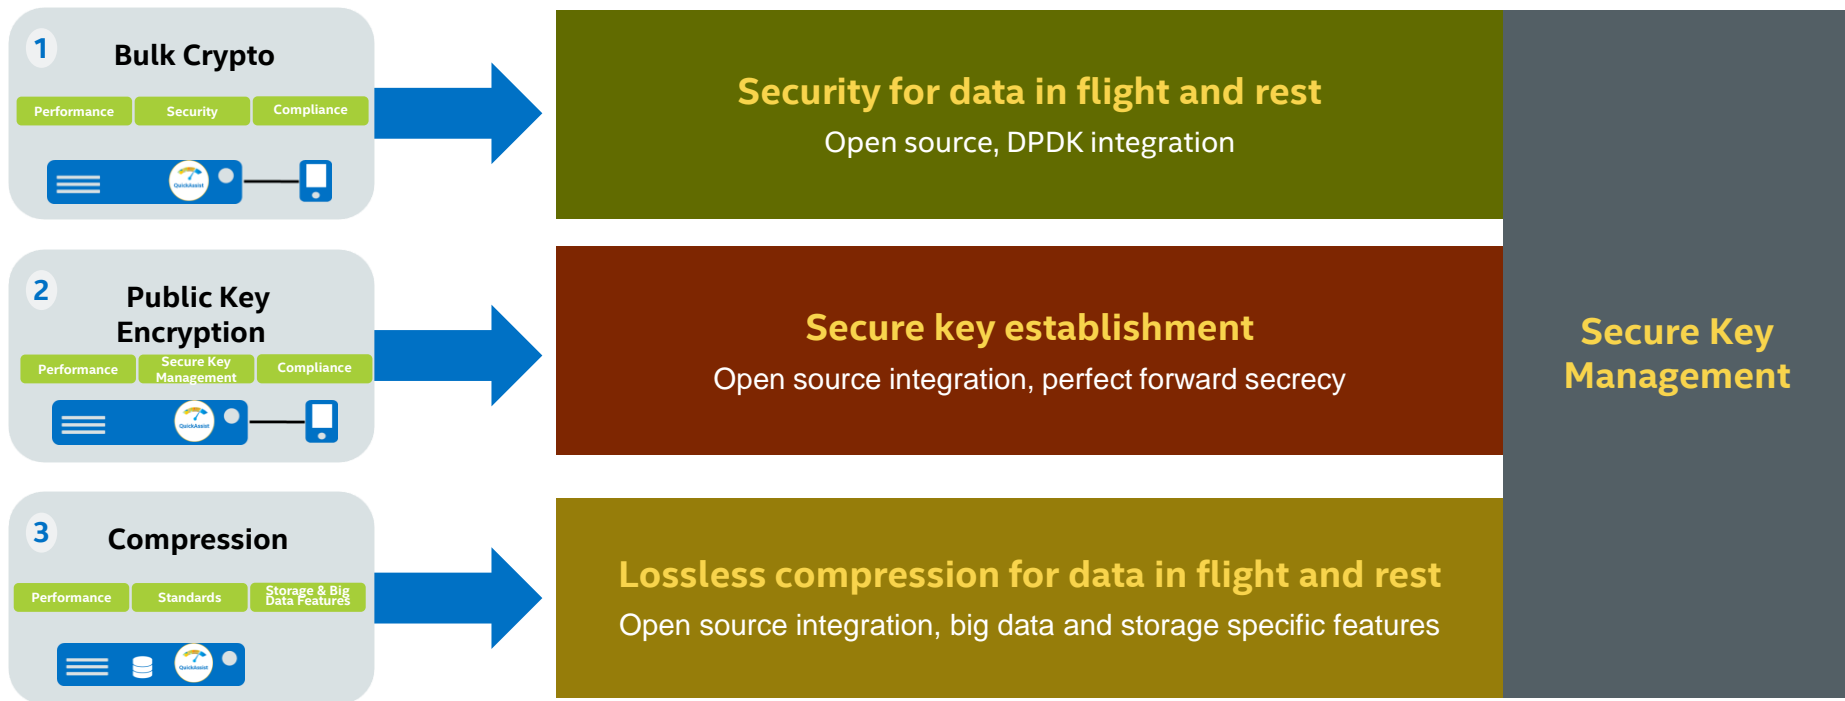 1
Bulk Crypto
Performance
Security
Compliance
QuickAssist
Security for data in flight and rest
Open source, DPDK integration
2
Public Key
Encryption
Performance
Secure Key
Management
Compliance
QuickAssist
Secure key establishment
Open source integration, perfect forward secrecy
Secure Key
Management
3
Compression
Performance
Standards
Storage & Big
Data Features
QuickAssist
Lossless compression for data in flight and rest
Open source integration, big data and storage specific features